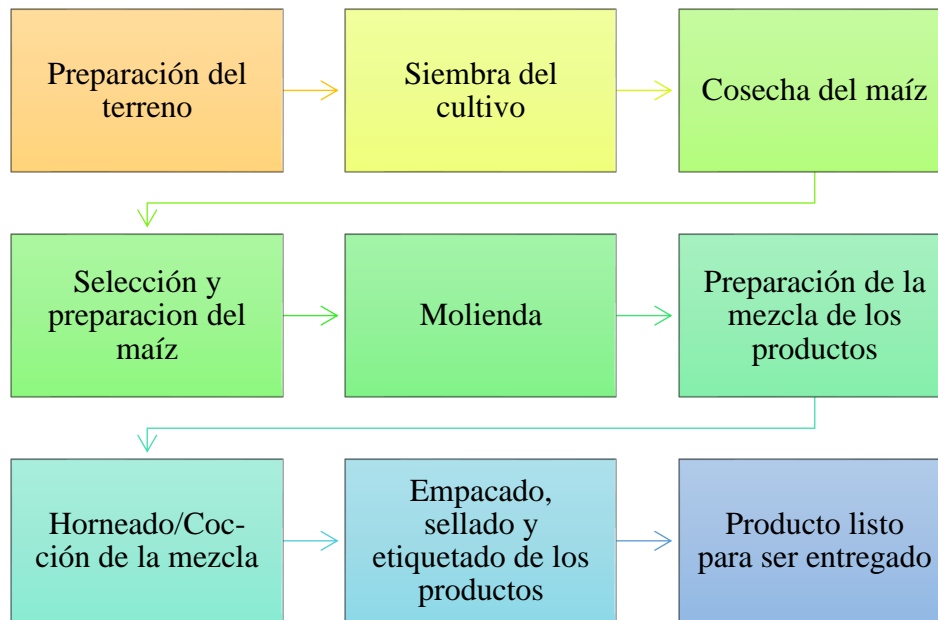 Preparación del
terreno
Siembra del
cultivo
Cosecha del maíz
Selección y
preparacion del
maíz
Molienda
Preparación de la
mezcla de los
productos
Horneado/Coc-
ción de la mezcla
Empacado,
sellado y
etiquetado de los
productos
Producto listo
para ser entregado